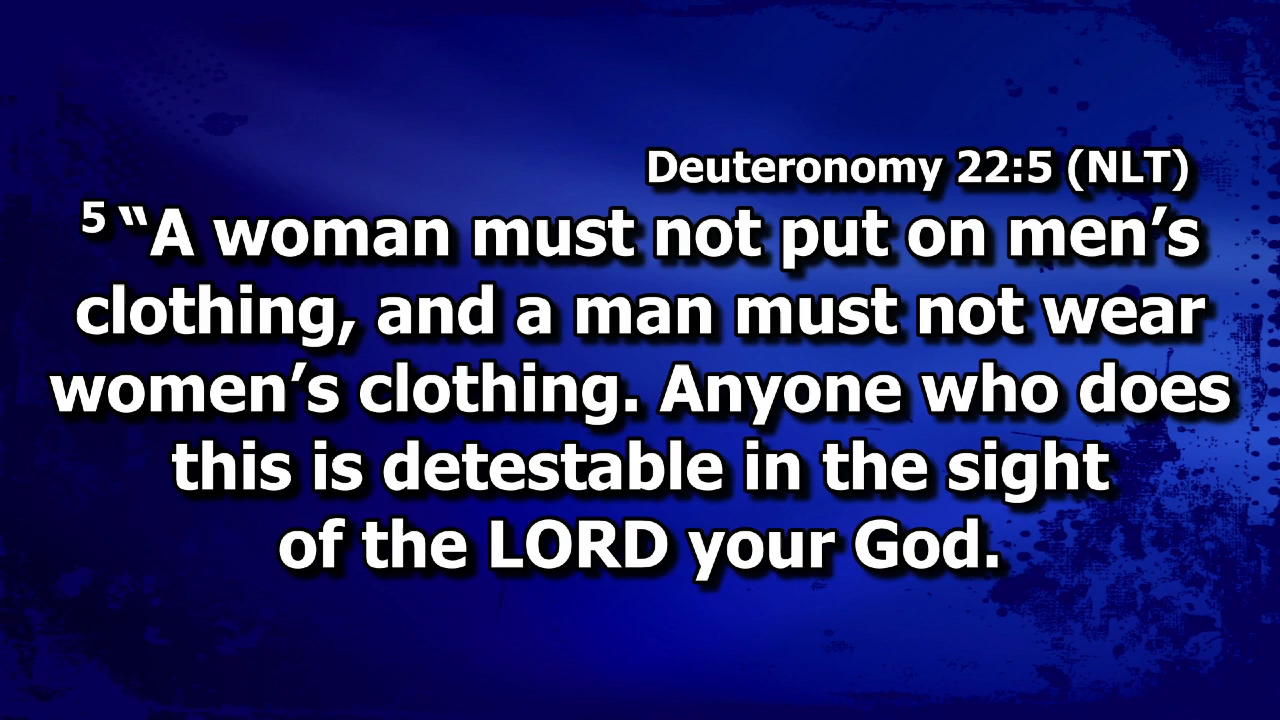 Deuteronomy 22:5 (NLT)
5 “A woman must not put on men’s
clothing, and a man must not wear
women’s clothing. Anyone who does
this is detestable in the sight
of the LORD your God.